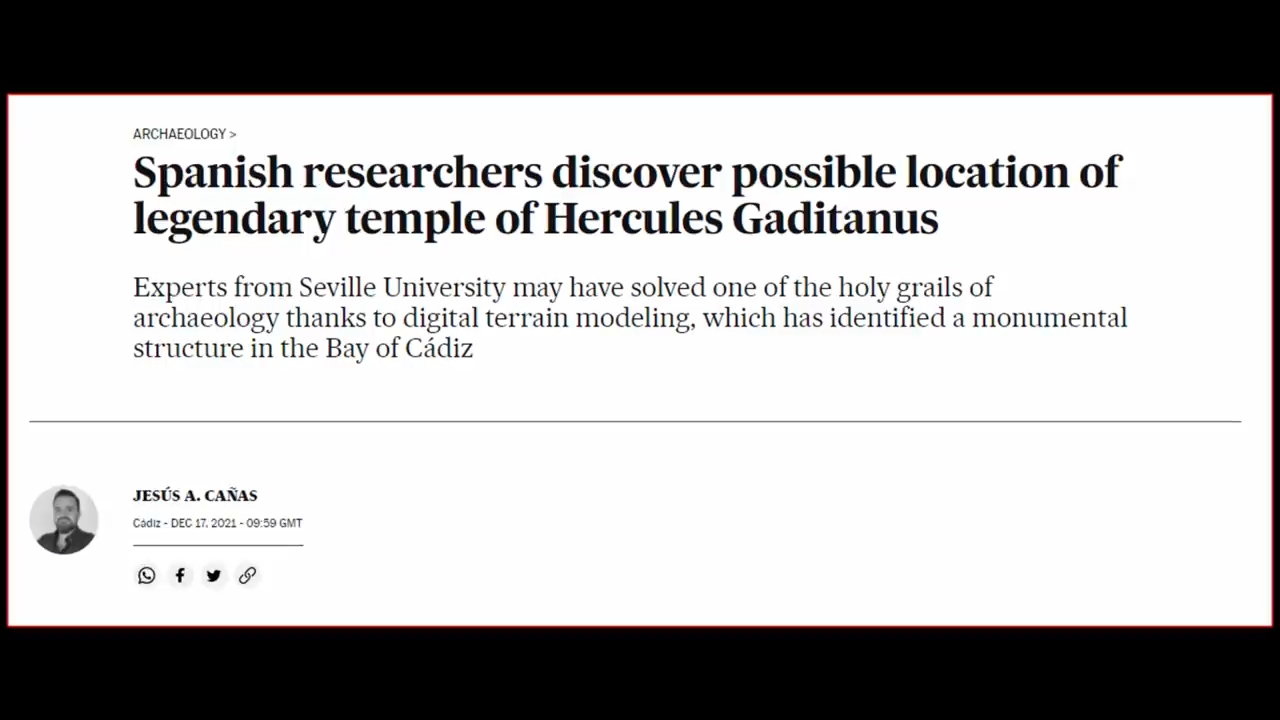 ARCHAEOLOGY >
Spanish researchers discover possible location of
legendary temple of Hercules Gaditanus
Experts from Seville University may have solved one of the holy grails of
archaeology thanks to digital terrain modeling, which has identified a monumental
structure in the Bay of Cádiz
JESÚS A. CAÑAS
Cádiz - DEC 17, 2021 - 09:59 GMT